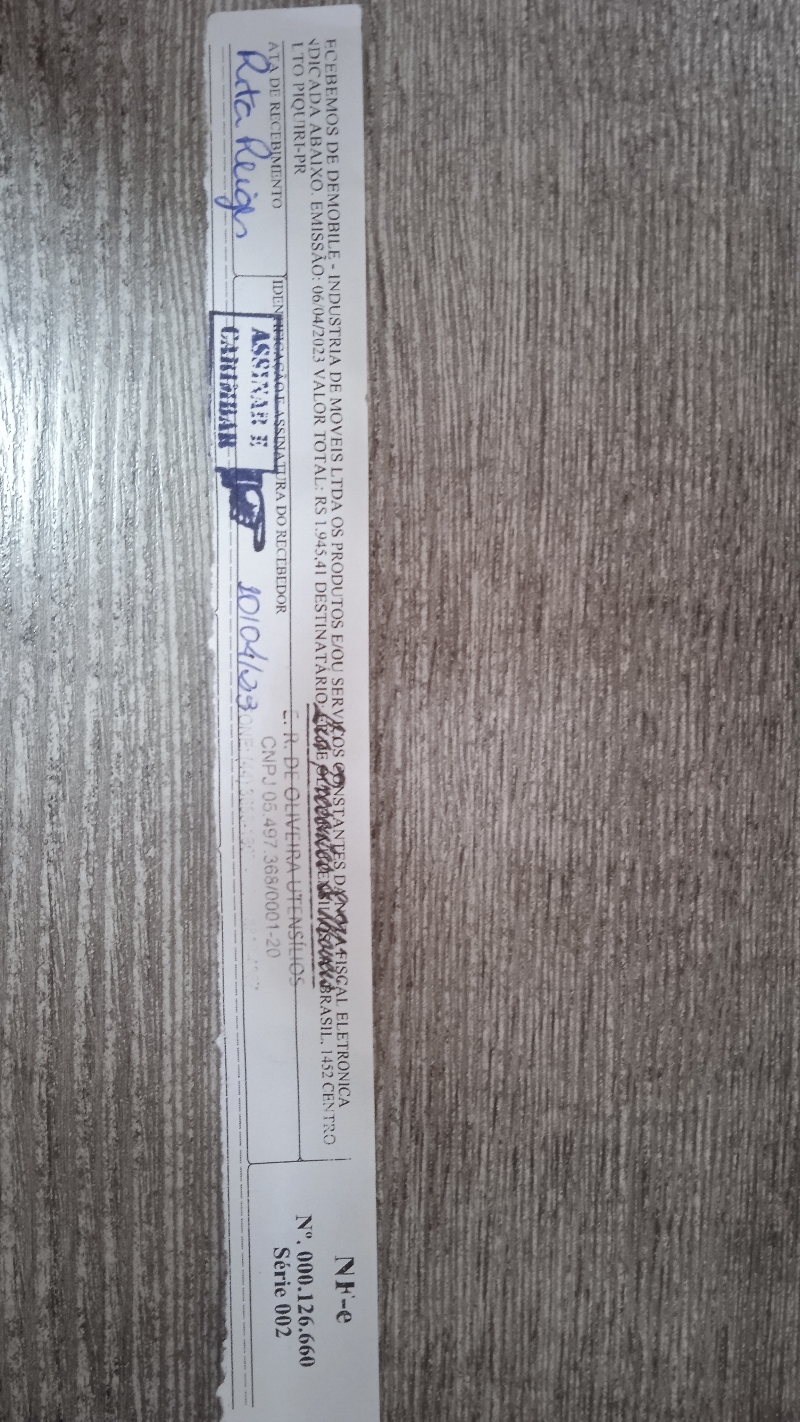 ECEBEMOS DE DEMOBILE - INDUSTRIA DE MOVEIS LTDA OS PRODUTOS E/OU SERVIÇOS CONSTANTES DA NOTA FISCAL ELETRONICA
NDICADA ABAIXO. EMISSÃO: 06/04/2023 VALOR TOTAL: R$ 1.945,41 DESTINATÁRIO: BRASIL, 1452 CENTRO
LTO PIQUIRI-PR
ATA DE RECEBIMENTO
IDENTIFICAÇÃO E ASSINATURA DO RECEBEDOR
Rita
ASSINAR E
CARIMBAR
10/04/23
E. R. DE OLIVEIRA UTENSÍLIOS
CNPJ 05.497.368/0001-20
NF-e
Nº. 000.126.660
Série 002